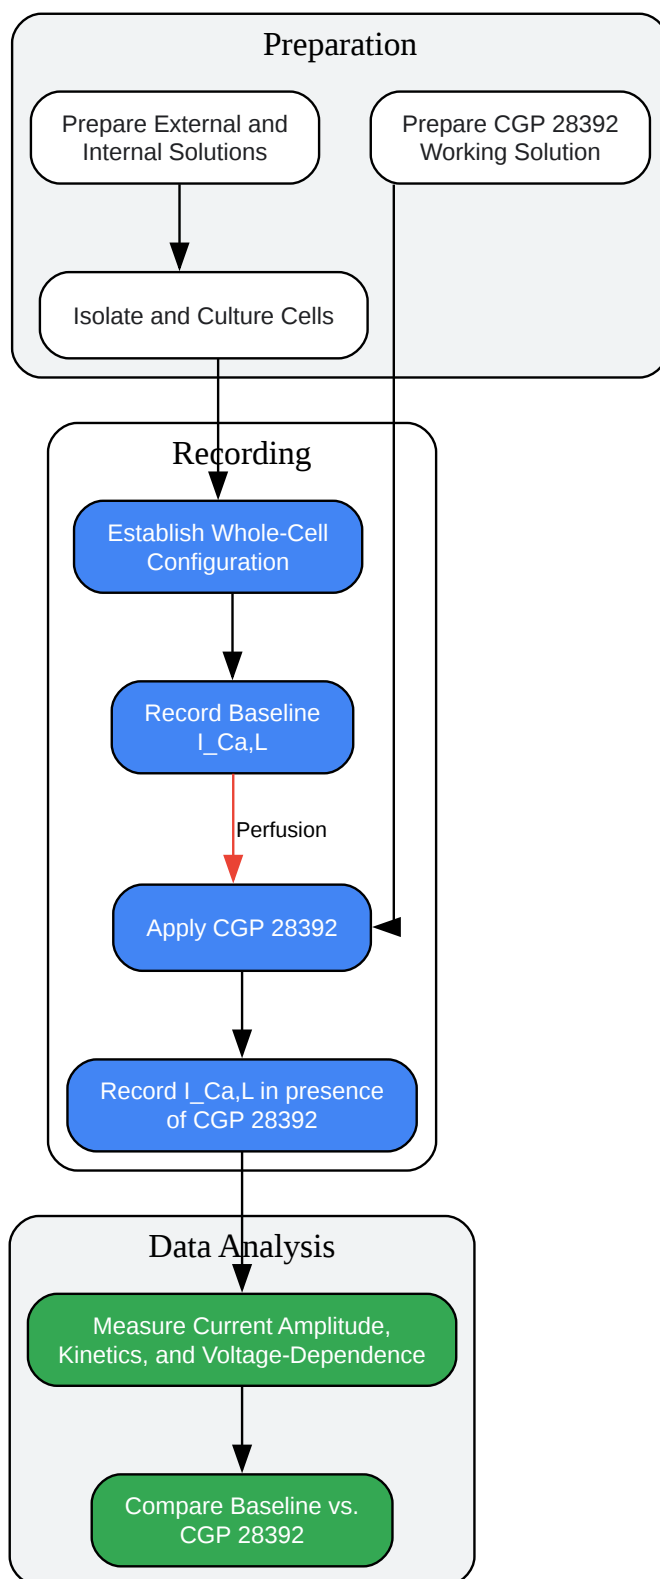 Preparation
Prepare External and
Internal Solutions
Prepare CGP 28392
Working Solution
Isolate and Culture Cells
Recording
Establish Whole-Cell
Configuration
Record Baseline
I_Ca,L
Perfusion
Apply CGP 28392
Record I_Ca,L in presence
of CGP 28392
Data Analysis
Measure Current Amplitude,
Kinetics, and Voltage-Dependence
Compare Baseline vs.
CGP 28392